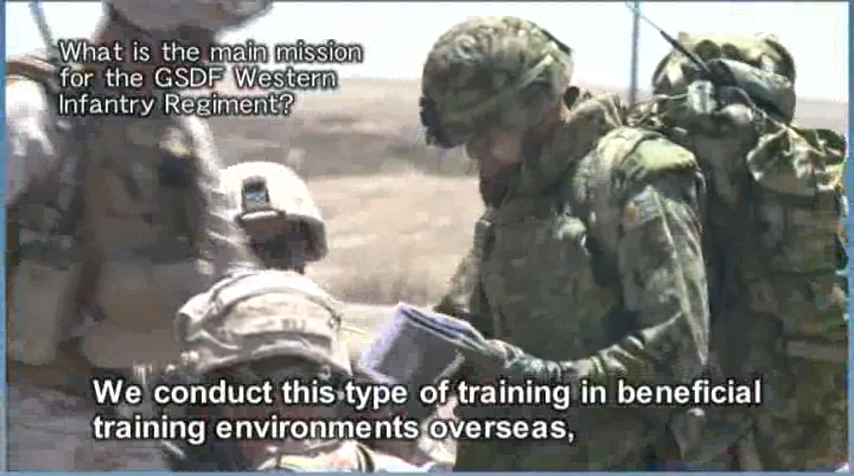 What is the main mission
for the GSDF Western
Infantry Regiment?
We conduct this type of training in beneficial
training environments overseas,